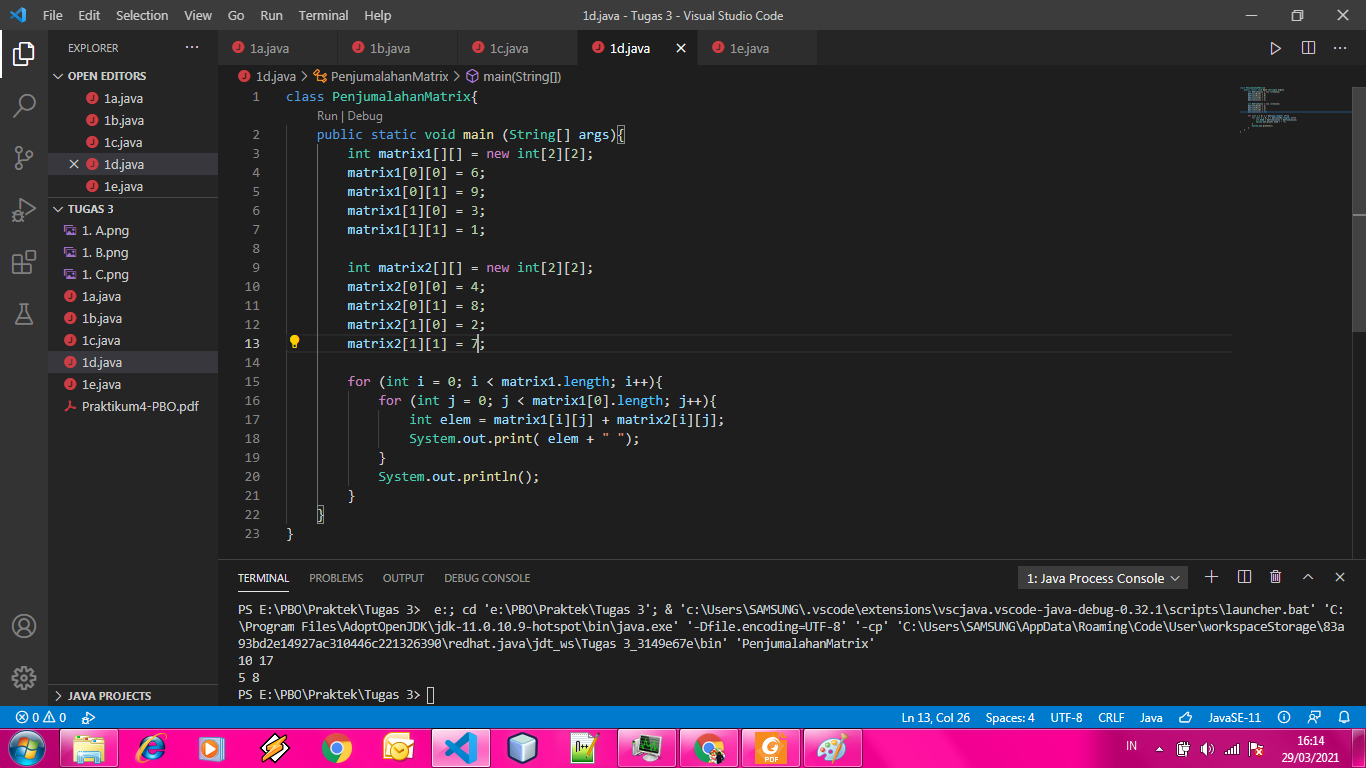 File Edit Selection View Go Run Terminal Help 1d.java - Tugas 3 - Visual Studio Code
EXPLORER
OPEN EDITORS
1a.java
1b.java
1c.java
1d.java
1e.java
TUGAS 3
1. A.png
1. B.png
1. C.png
1a.java
1b.java
1c.java
1d.java
1e.java
Praktikum4-PBO.pdf
JAVA PROJECTS
1a.java 1b.java 1c.java 1d.java 1e.java
1d.java > PenjumalahanMatrix > main(String[])
1 class PenjumalahanMatrix{
Run | Debug
2 public static void main (String[] args){
3 int matrix1[][] = new int[2][2];
4 matrix1[0][0] = 6;
5 matrix1[0][1] = 9;
6 matrix1[1][0] = 3;
7 matrix1[1][1] = 1;
8
9 int matrix2[][] = new int[2][2];
10 matrix2[0][0] = 4;
11 matrix2[0][1] = 8;
12 matrix2[1][0] = 2;
13 matrix2[1][1] = 7;
14
15 for (int i = 0; i < matrix1.length; i++){
16 for (int j = 0; j < matrix1[0].length; j++){
17 int elem = matrix1[i][j] + matrix2[i][j];
18 System.out.print( elem + " ");
19 }
20 System.out.println();
21 }
22 }
23 }
TERMINAL PROBLEMS OUTPUT DEBUG CONSOLE 1: Java Process Console
PS E:\PBO\Praktek\Tugas 3> e:; cd 'e:\PBO\Praktek\Tugas 3'; & 'c:\Users\SAMSUNG\.vscode\extensions\vscjava.vscode-java-debug-0.32.1\scripts\launcher.bat' 'C:
\Program Files\AdoptOpenJDK\jdk-11.0.10.9-hotspot\bin\java.exe' '-Dfile.encoding=UTF-8' '-cp' 'C:\Users\SAMSUNG\AppData\Roaming\Code\User\workspaceStorage\83a
93bd2e14927ac310446c221326390\redhat.java\jdt_ws\Tugas 3_3149e67e\bin' 'PenjumalahanMatrix'
10 17
5 8
PS E:\PBO\Praktek\Tugas 3>
0 0 Ln 13, Col 26 Spaces: 4 UTF-8 CRLF Java JavaSE-11
IN 16:14
29/03/2021